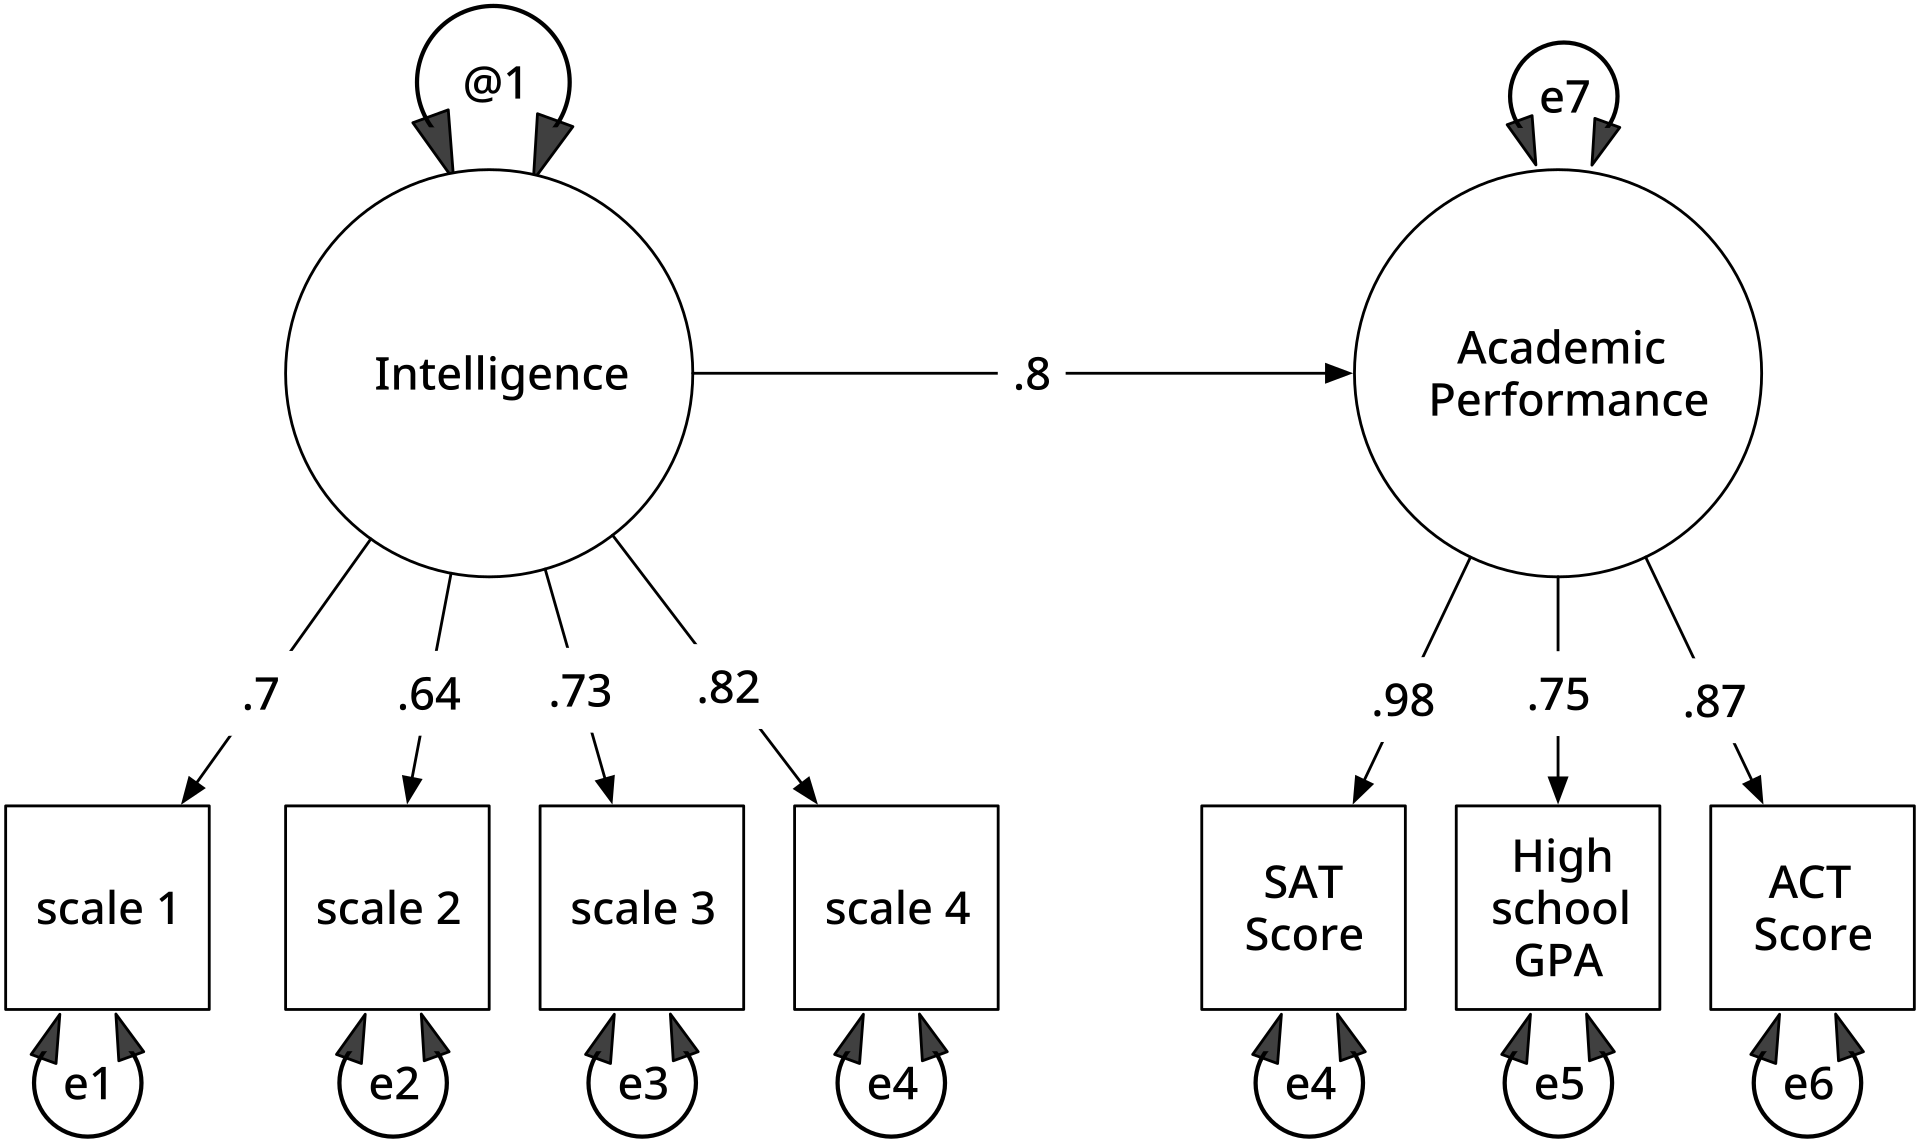 @1
e7
Intelligence
.8
Academic
Performance
.7
.64
.73
.82
.98
.75
.87
scale 1
scale 2
scale 3
scale 4
SAT
Score
High
school
GPA
ACT
Score
e1
e2
e3
e4
e4
e5
e6